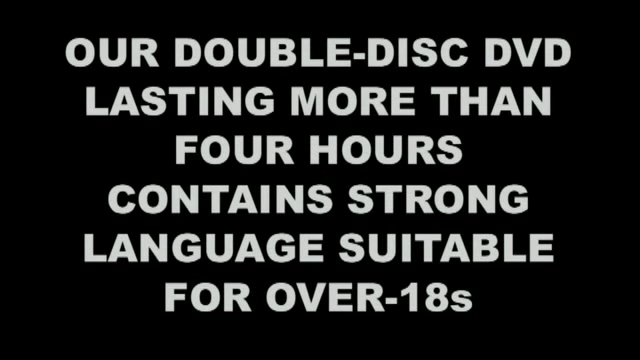 OUR DOUBLE-DISC DVD
LASTING MORE THAN
FOUR HOURS
CONTAINS STRONG
LANGUAGE SUITABLE
FOR OVER-18s